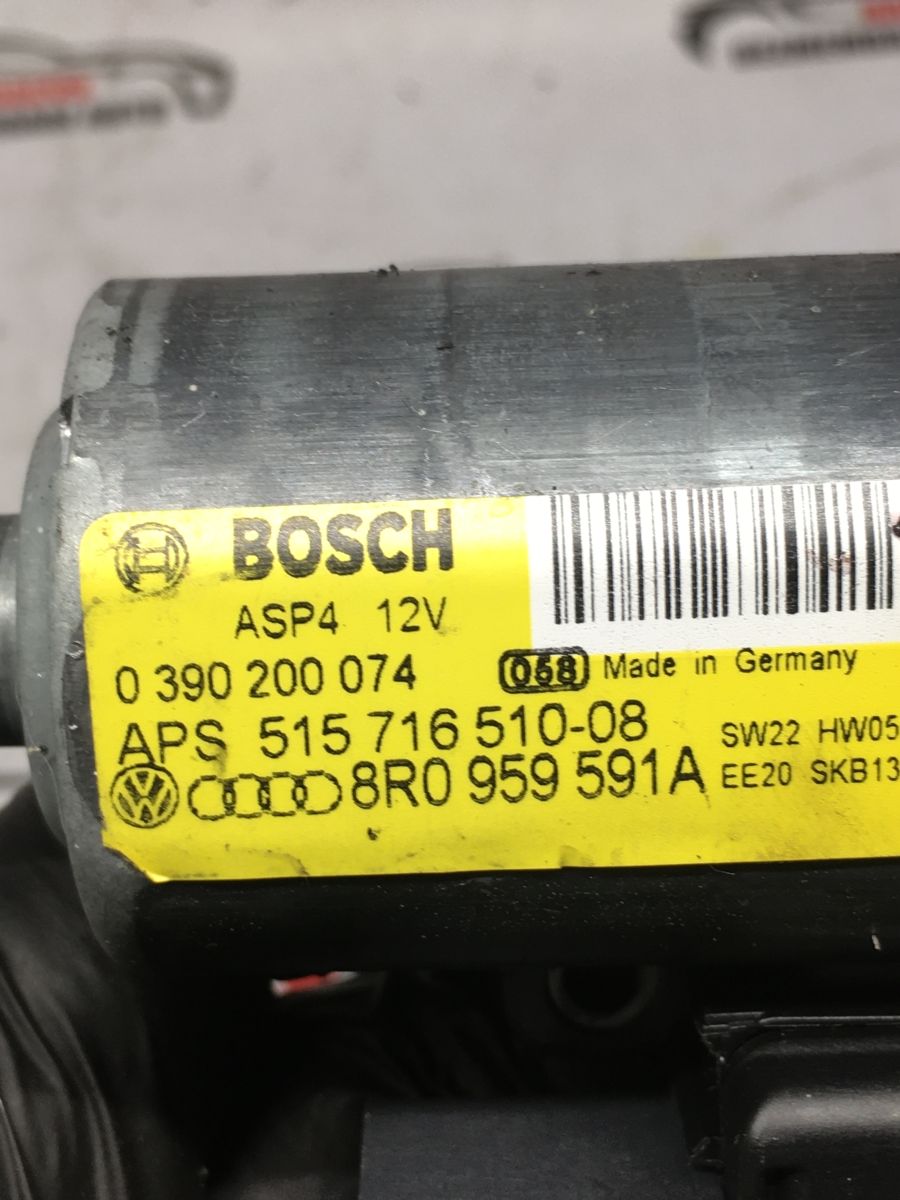 BOSCH
ASP4 12V
0 390 200 074
068 Made in Germany
APS 515 716 510-08
SW22 HW05
8R0 959 591A
EE20 SKB13